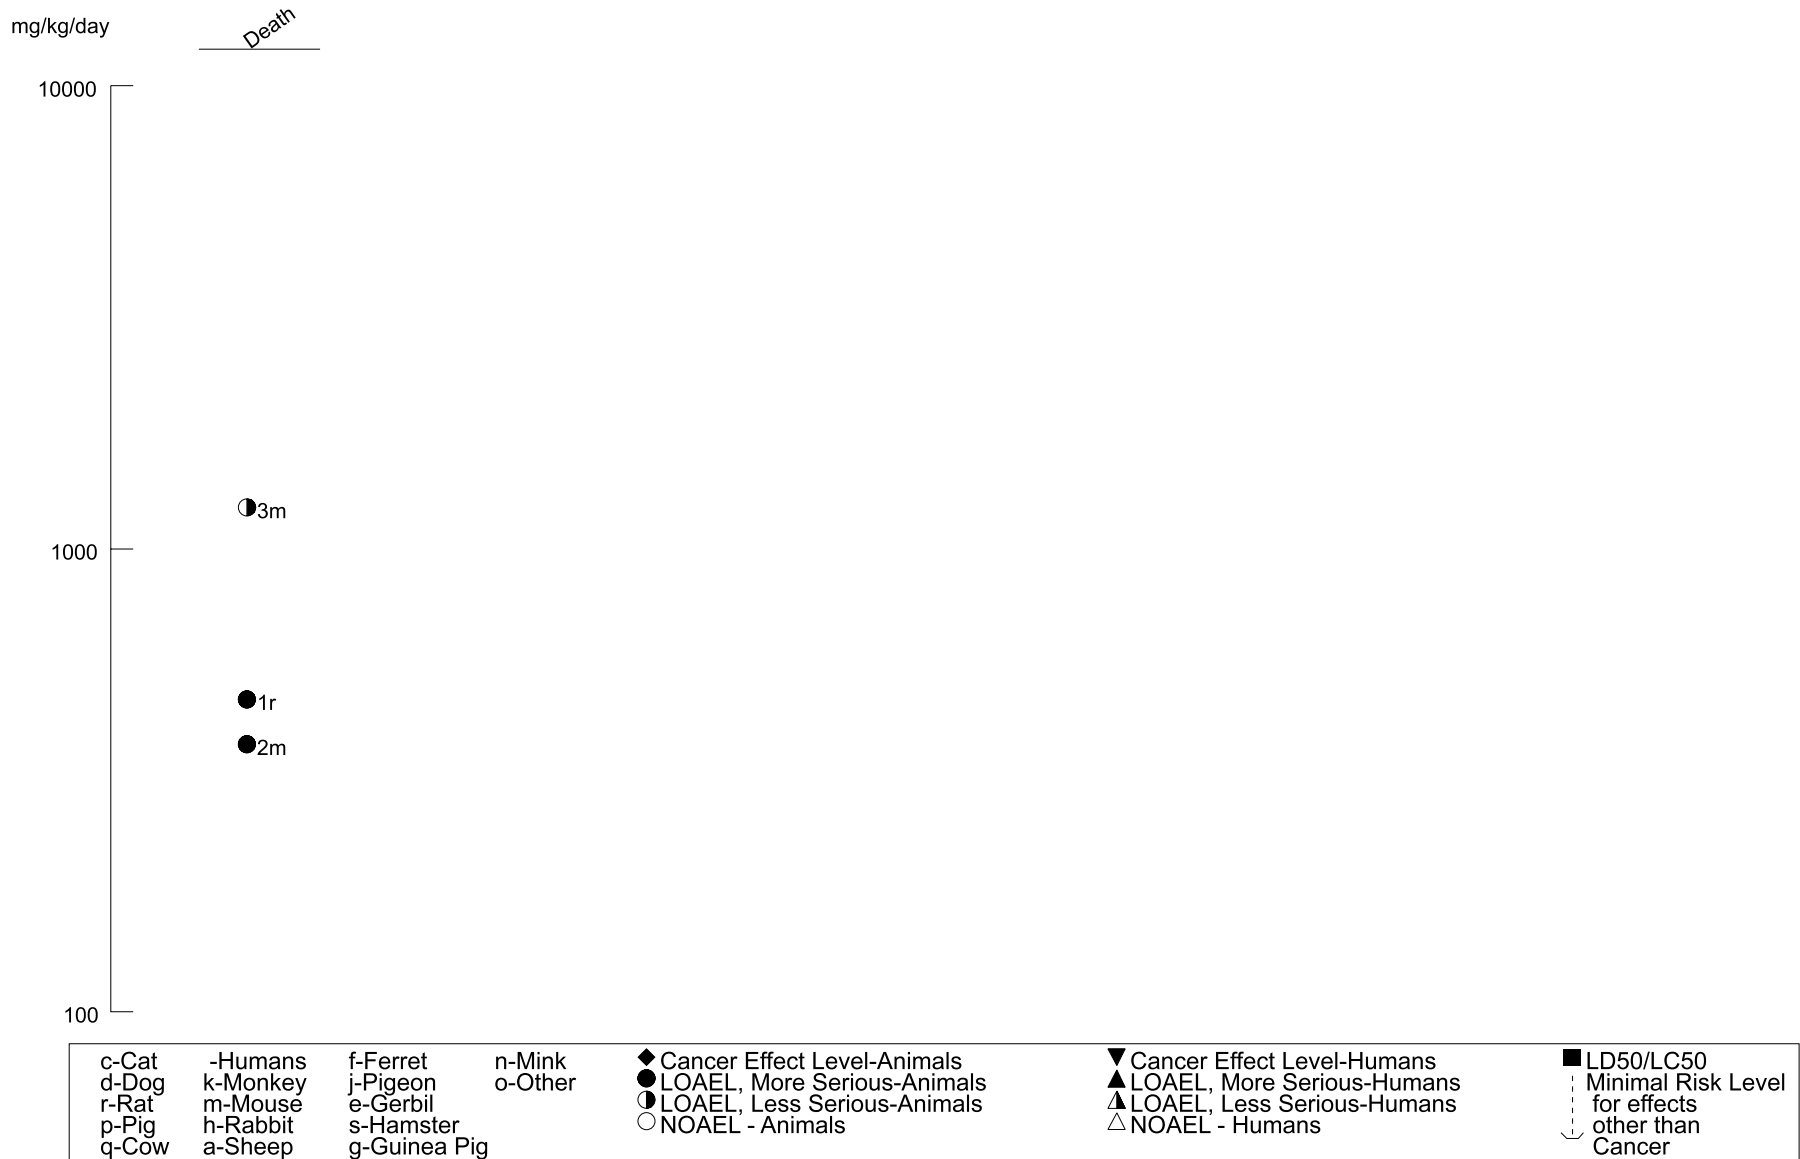 mg/kg/day
Death
10000
3m
1000
1r
2m
100
c-Cat -Humans f-Ferret n-Mink Cancer Effect Level-Animals Cancer Effect Level-Humans LD50/LC50
d-Dog k-Monkey j-Pigeon o-Other LOAEL, More Serious-Animals LOAEL, More Serious-Humans Minimal Risk Level
r-Rat m-Mouse e-Gerbil LOAEL, Less Serious-Animals LOAEL, Less Serious-Humans for effects
p-Pig h-Rabbit s-Hamster NOAEL - Animals NOAEL - Humans other than
q-Cow a-Sheep g-Guinea Pig Cancer